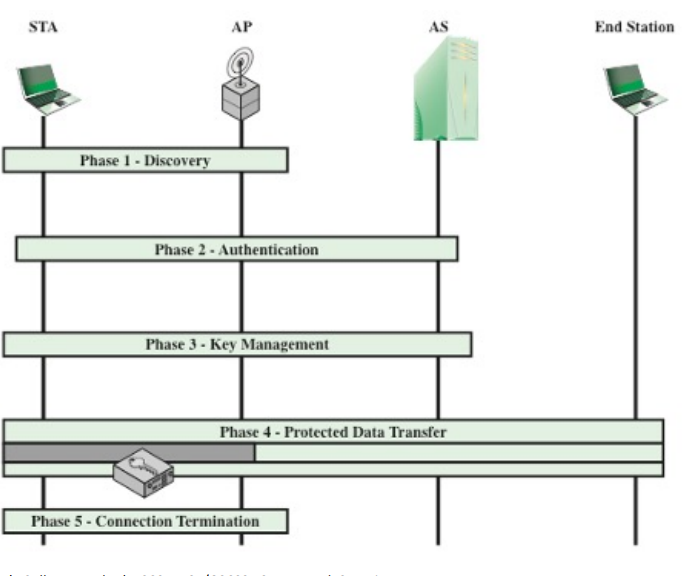 STA AP AS End Station
Phase 1 - Discovery
Phase 2 - Authentication
Phase 3 - Key Management
Phase 4 - Protected Data Transfer
Phase 5 - Connection Termination